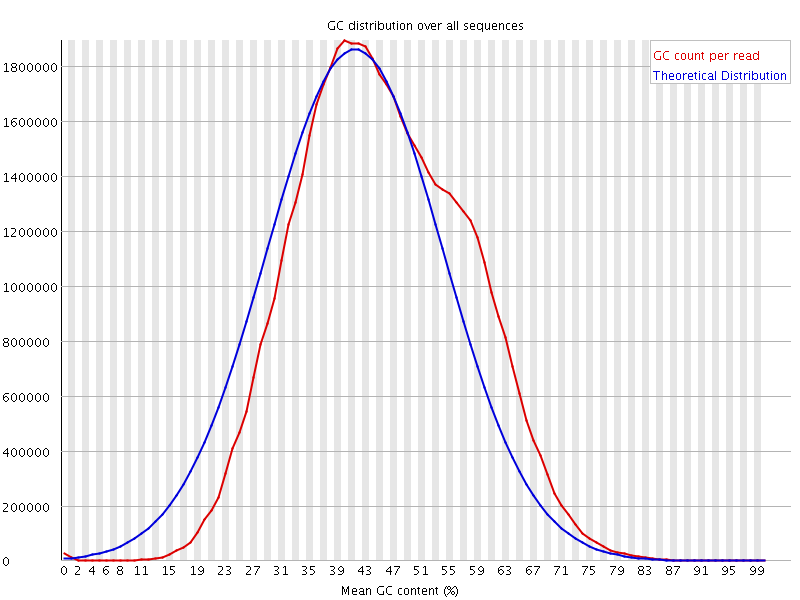 GC distribution over all sequences
GC count per read
Theoretical Distribution
1800000
1600000
1400000
1200000
1000000
800000
600000
400000
200000
0
0 2 4 6 8 11 15 19 23 27 31 35 39 43 47 51 55 59 63 67 71 75 79 83 87 91 95 99
Mean GC content (%)